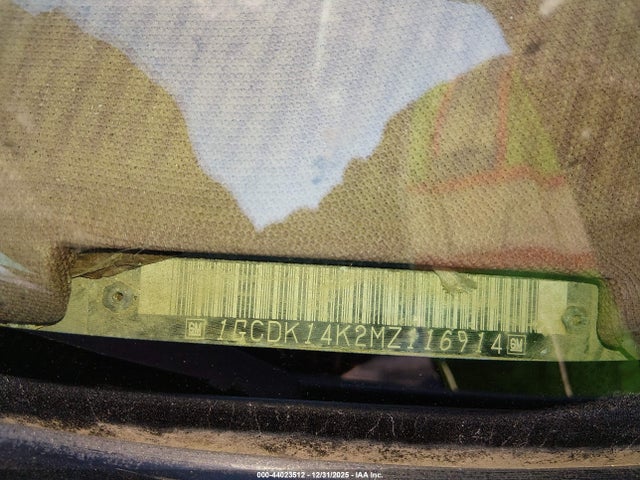 GM 1GCDK14K2MZ116914 GM
000-44023512 - 12/31/2025 - IAA Inc.